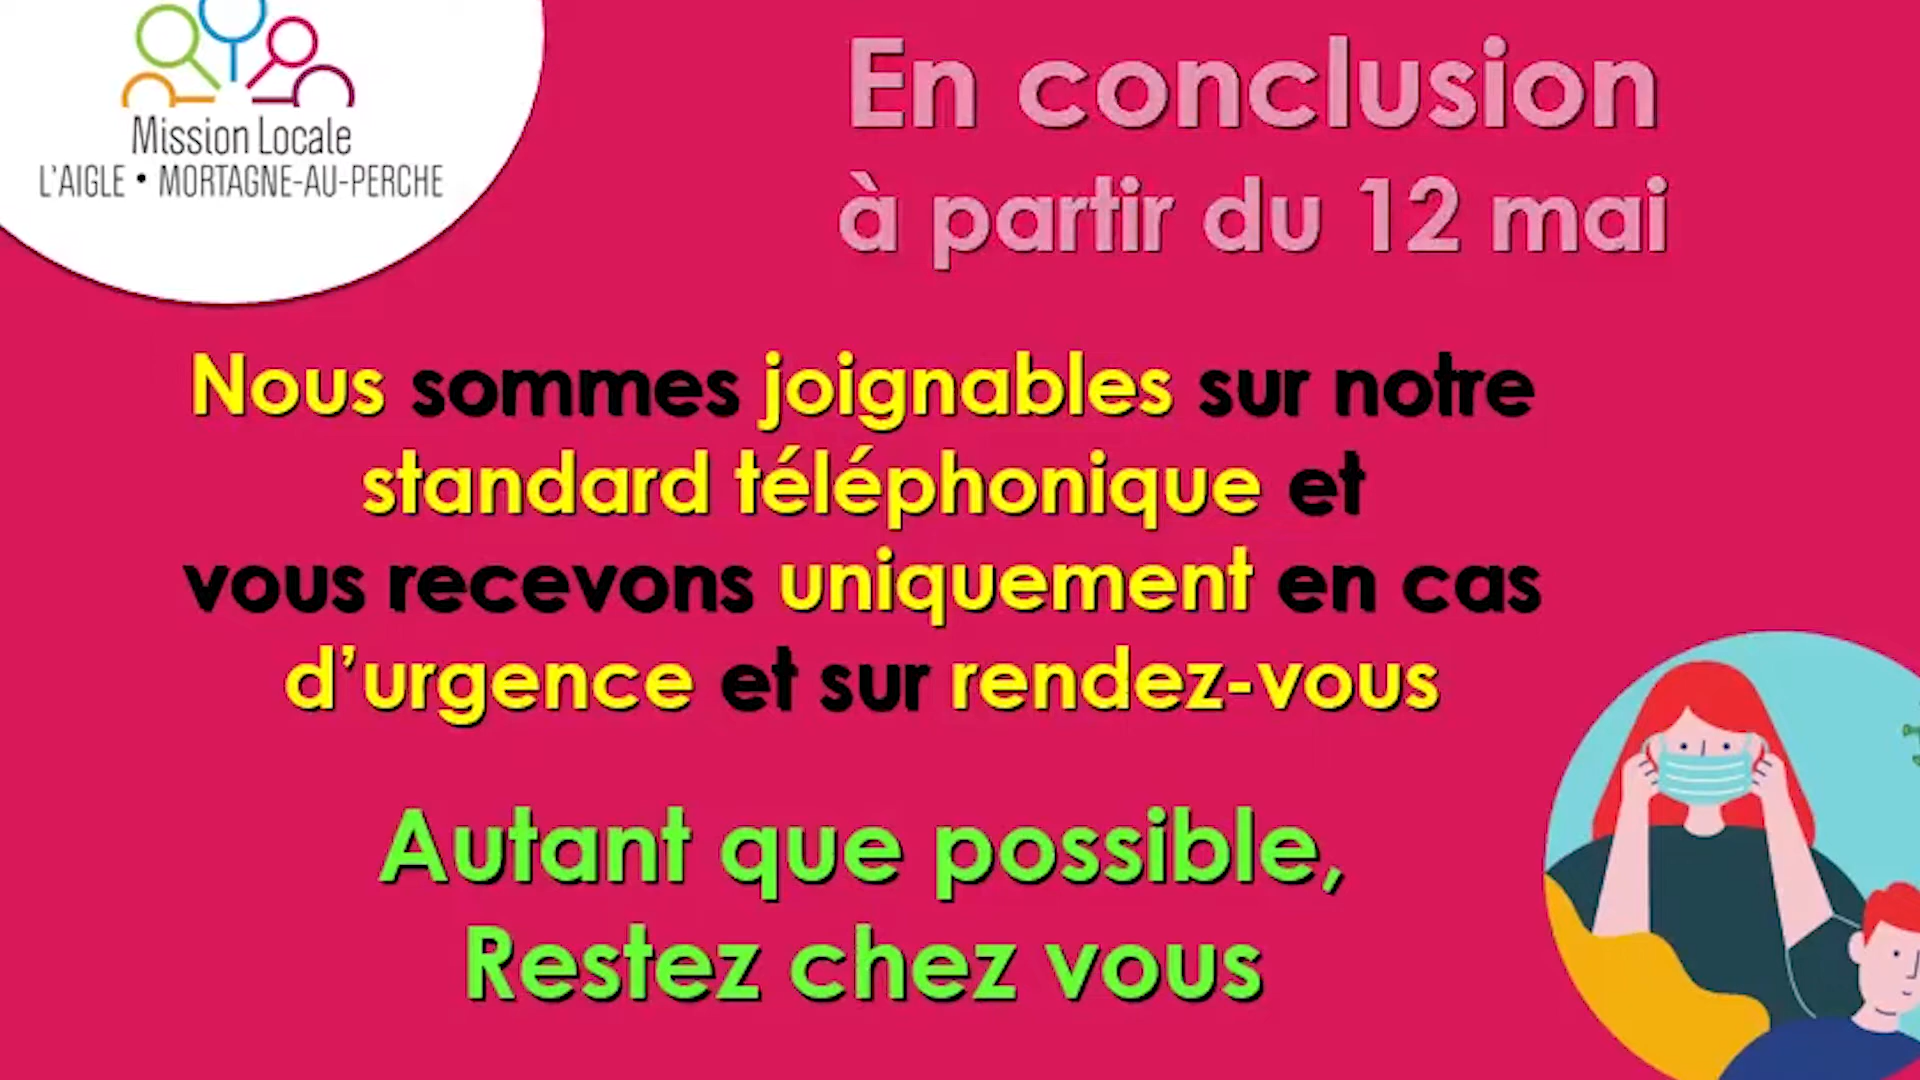 Mission Locale
L'AIGLE • MORTAGNE-AU-PERCHE
En conclusion
à partir du 12 mai
Nous sommes joignables sur notre
standard téléphonique et
vous recevons uniquement en cas
d'urgence et sur rendez-vous
Autant que possible,
Restez chez vous